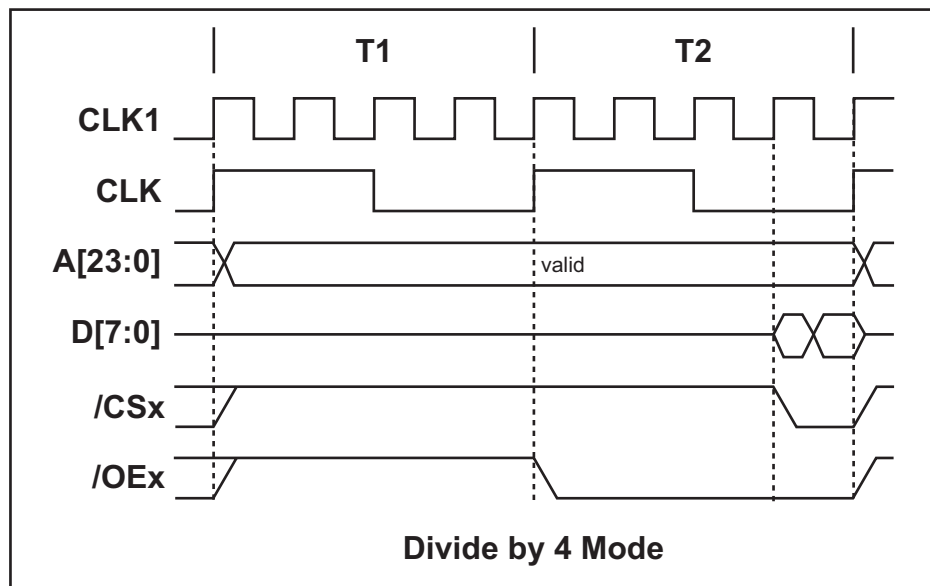 T1 T2
CLK1
CLK
A[23:0]
valid
D[7:0]
/CSx
/OEx
Divide by 4 Mode